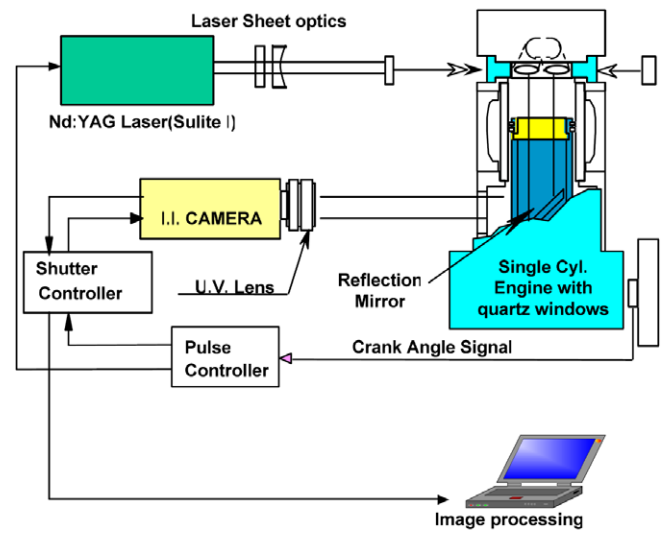 Laser Sheet optics
Nd:YAG Laser(Sulite I)
I.I. CAMERA
Shutter
Controller
U.V. Lens
Reflection
Mirror
Single Cyl.
Engine with
quartz windows
Pulse
Controller
Crank Angle Signal
Image processing